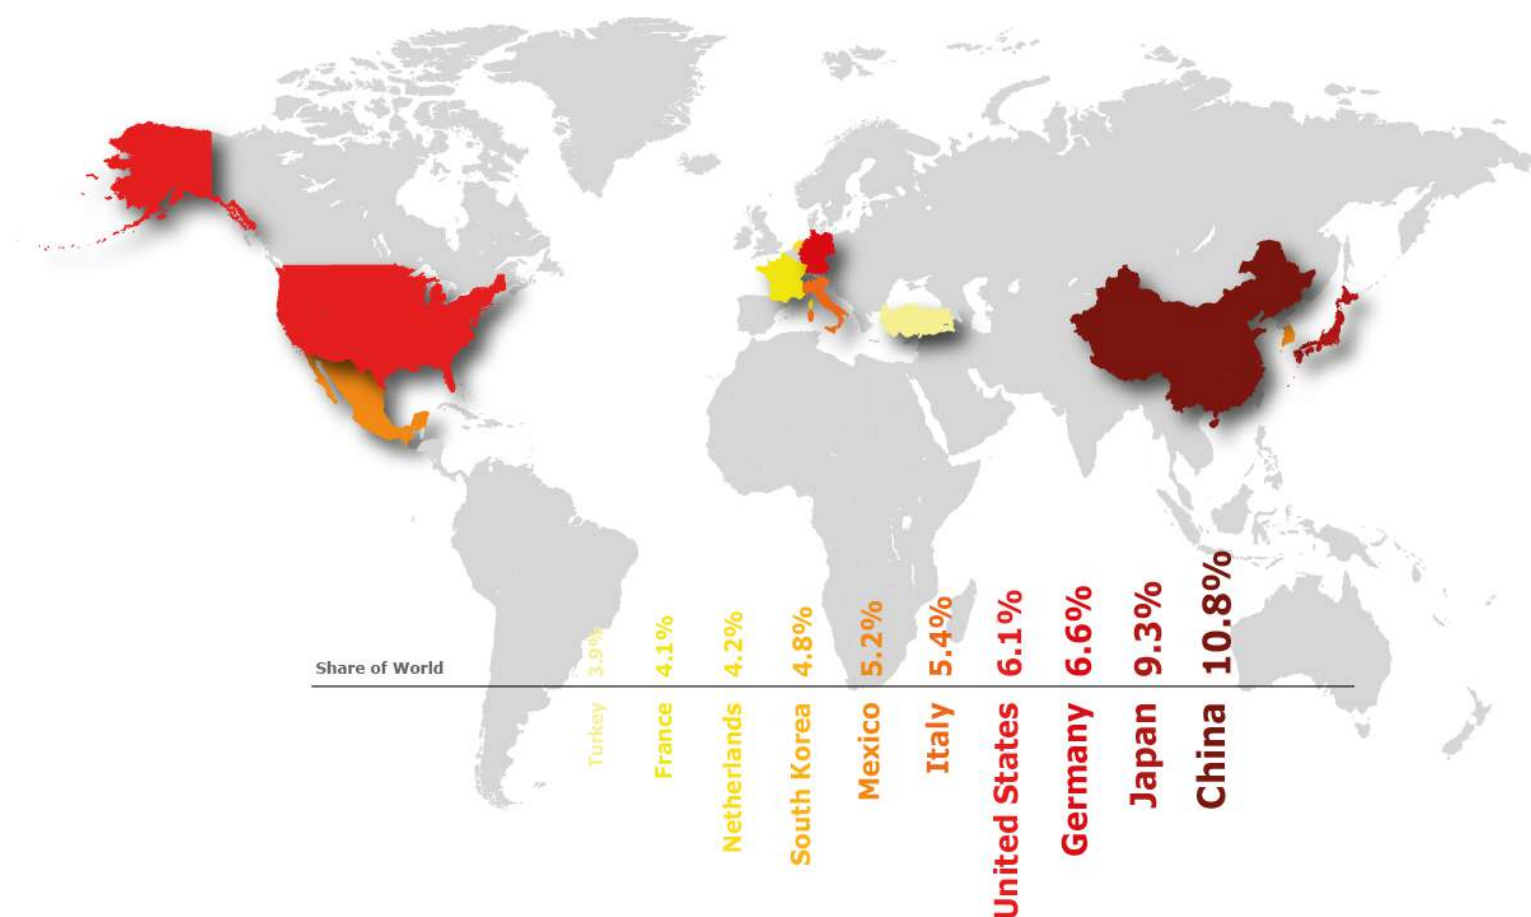 Share of World
3.9%
4.1%
4.2%
4.8%
5.2%
5.4%
6.1%
6.6%
9.3%
10.8%
Turkey
France
Netherlands
South Korea
Mexico
Italy
United States
Germany
Japan
China